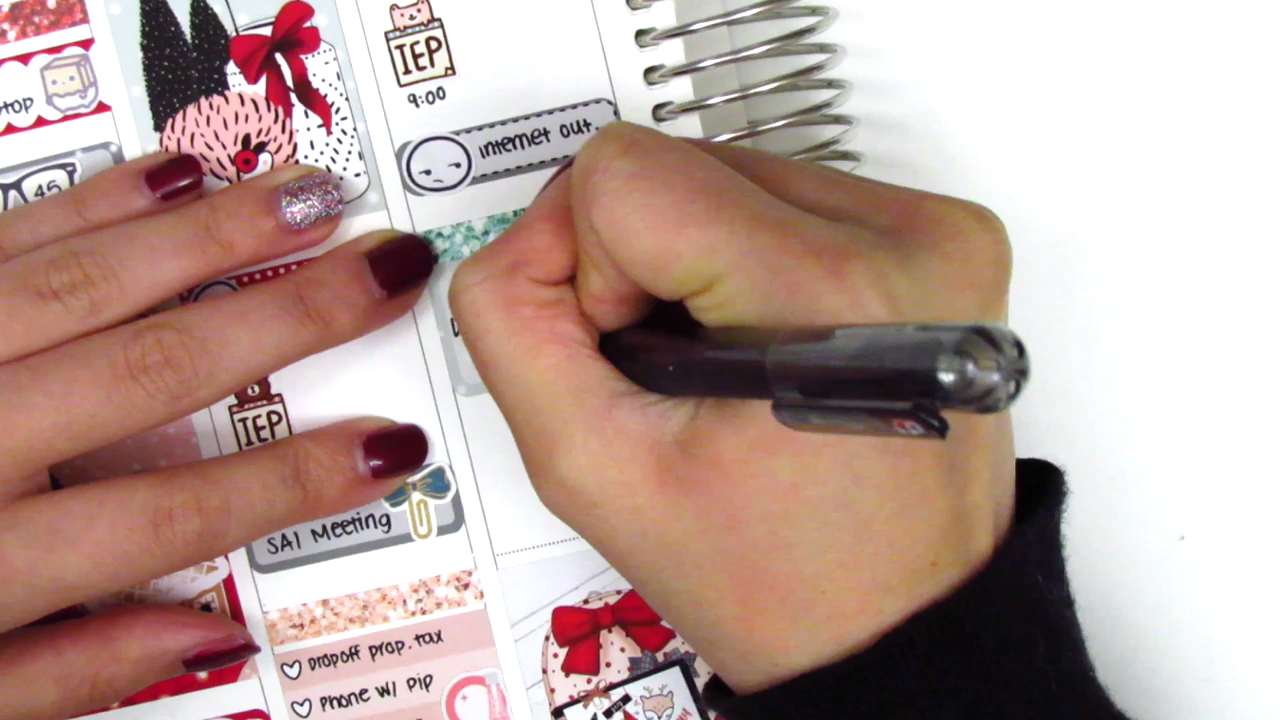 top
45
IEP
9:00
internet out.
IEP
SAI Meeting
dropoff prop. tax
phone w/ pip